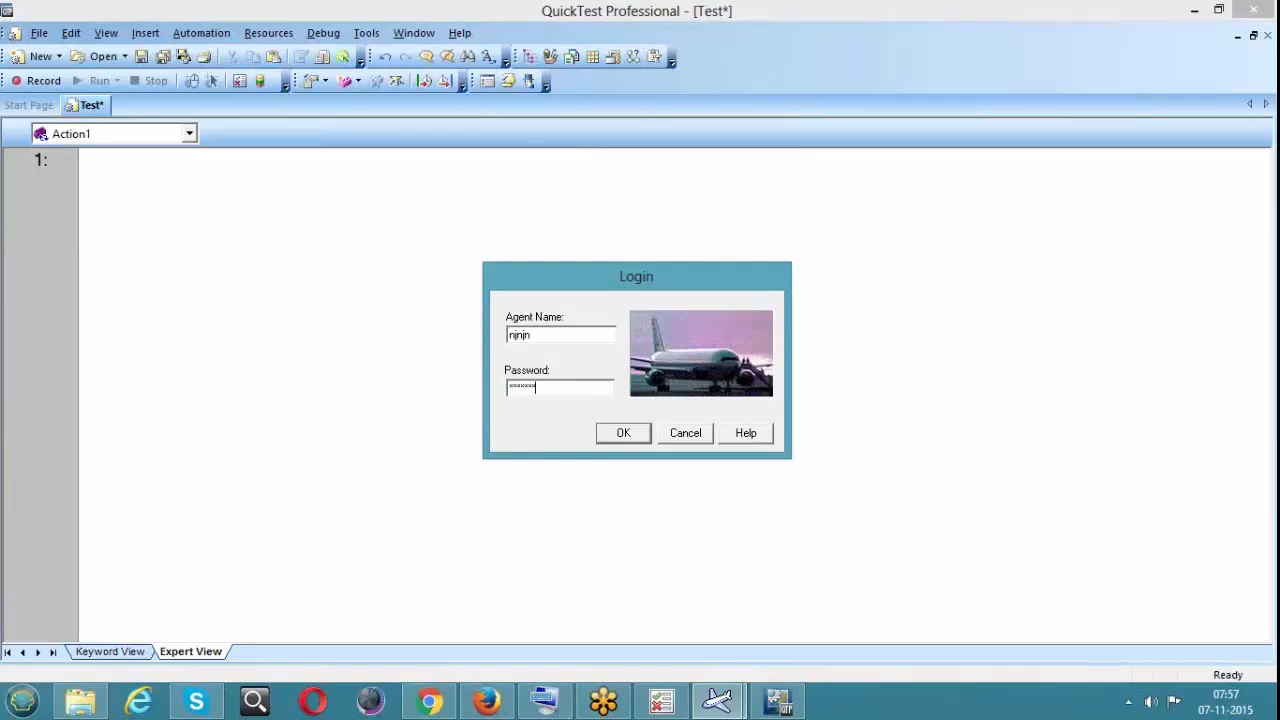 QuickTest Professional - [Test*]
File Edit View Insert Automation Resources Debug Tools Window Help
New Open
Record Run Stop
Start Page Test*
Action1
1:
Login
Agent Name:
njnjn
Password:
*******
OK Cancel Help
Keyword View Expert View
Ready
07:57
07-11-2015